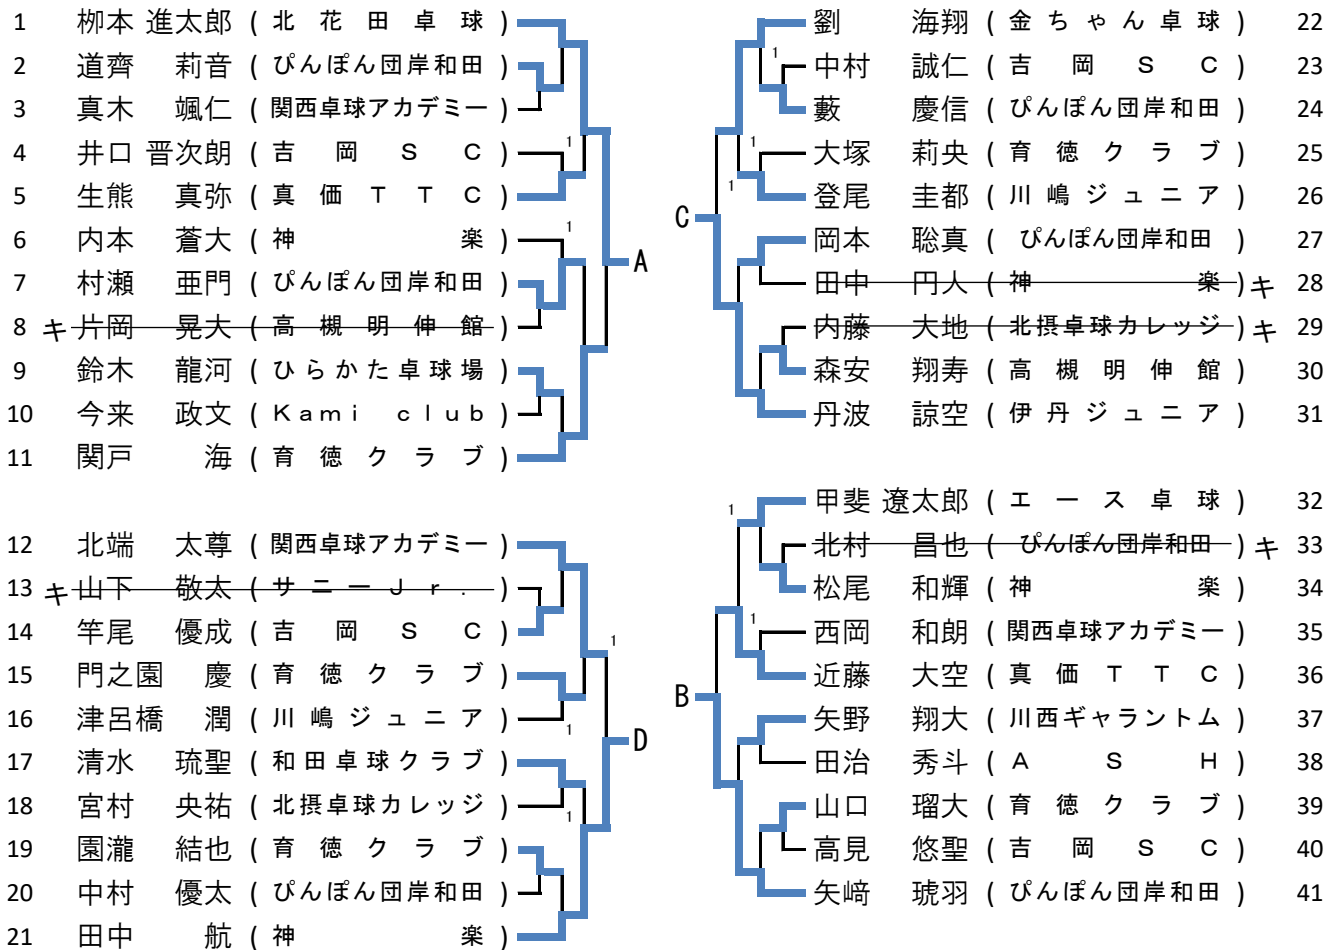 1 栁本 進太郎 ( 北花田卓球 )
2 道齊 莉音 ( ぴんぽん団岸和田 )
3 真木 颯仁 ( 関西卓球アカデミー )
4 井口 晋次朗 ( 吉岡SC ) 1
5 生熊 真弥 ( 真価TTC )
6 内本 蒼大 ( 神楽 ) 1
A
7 村瀬 亜門 ( ぴんぽん団岸和田 )
8 キ 片岡 晃大 ( 高槻明伸館 )
9 鈴木 龍河 ( ひらかた卓球場 )
10 今来 政文 ( Kami club )
11 関戸 海 ( 育徳クラブ )
12 北端 太尊 ( 関西卓球アカデミー )
13 キ 山下 敬太 ( サニーJr. )
14 竿尾 優成 ( 吉岡SC ) 1
15 門之園 慶 ( 育徳クラブ )
16 津呂橋 潤 ( 川嶋ジュニア ) 1
D
17 清水 琉聖 ( 和田卓球クラブ )
18 宮村 央祐 ( 北摂卓球カレッジ ) 1
19 園瀧 結也 ( 育徳クラブ )
20 中村 優太 ( ぴんぽん団岸和田 )
21 田中 航 ( 神楽 )
劉 海翔 ( 金ちゃん卓球 ) 22
1 中村 誠仁 ( 吉岡SC ) 23
藪 慶信 ( ぴんぽん団岸和田 ) 24
1 大塚 莉央 ( 育徳クラブ ) 25
1 登尾 圭都 ( 川嶋ジュニア ) 26
C
岡本 聡真 ( ぴんぽん団岸和田 ) 27
田中 円人 ( 神楽 ) キ 28
内藤 大地 ( 北摂卓球カレッジ ) キ 29
森安 翔寿 ( 高槻明伸館 ) 30
丹波 諒空 ( 伊丹ジュニア ) 31
1 甲斐 遼太郎 ( エース卓球 ) 32
北村 昌也 ( ぴんぽん団岸和田 ) キ 33
松尾 和輝 ( 神楽 ) 34
1 西岡 和朗 ( 関西卓球アカデミー ) 35
近藤 大空 ( 真価TTC ) 36
B
矢野 翔大 ( 川西ギャラントム ) 37
田治 秀斗 ( ASH ) 38
山口 瑠大 ( 育徳クラブ ) 39
高見 悠聖 ( 吉岡SC ) 40
矢﨑 琥羽 ( ぴんぽん団岸和田 ) 41